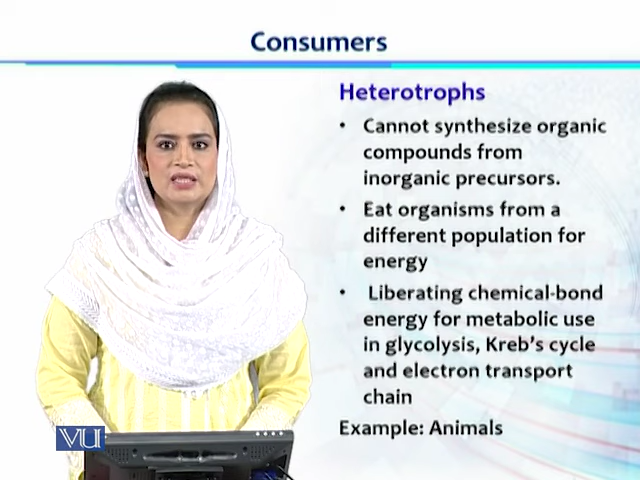 Consumers
Heterotrophs
• Cannot synthesize organic
compounds from
inorganic precursors.
• Eat organisms from a
different population for
energy
• Liberating chemical-bond
energy for metabolic use
in glycolysis, Kreb's cycle
and electron transport
chain
Example: Animals
VU